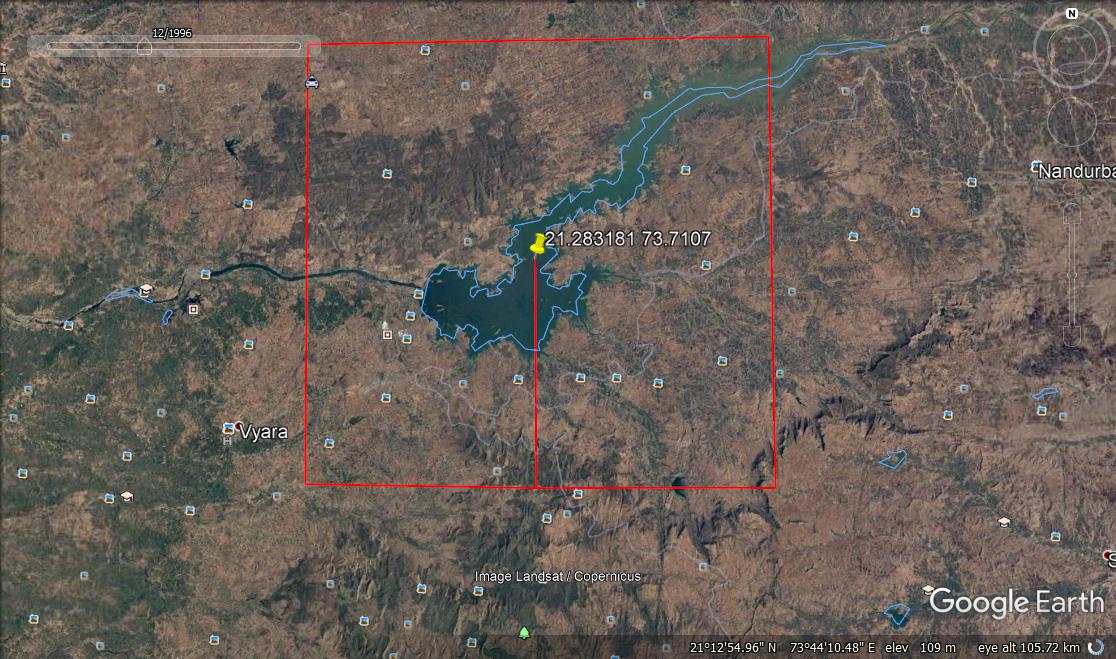 12/1996
N
Nandurba
21.283181 73.7107
Vyara
H
S
Image Landsat / Copernicus
Google Earth
21°12'54.96" N 73°44'10.48" E elev 109 m eye alt 105.72 km